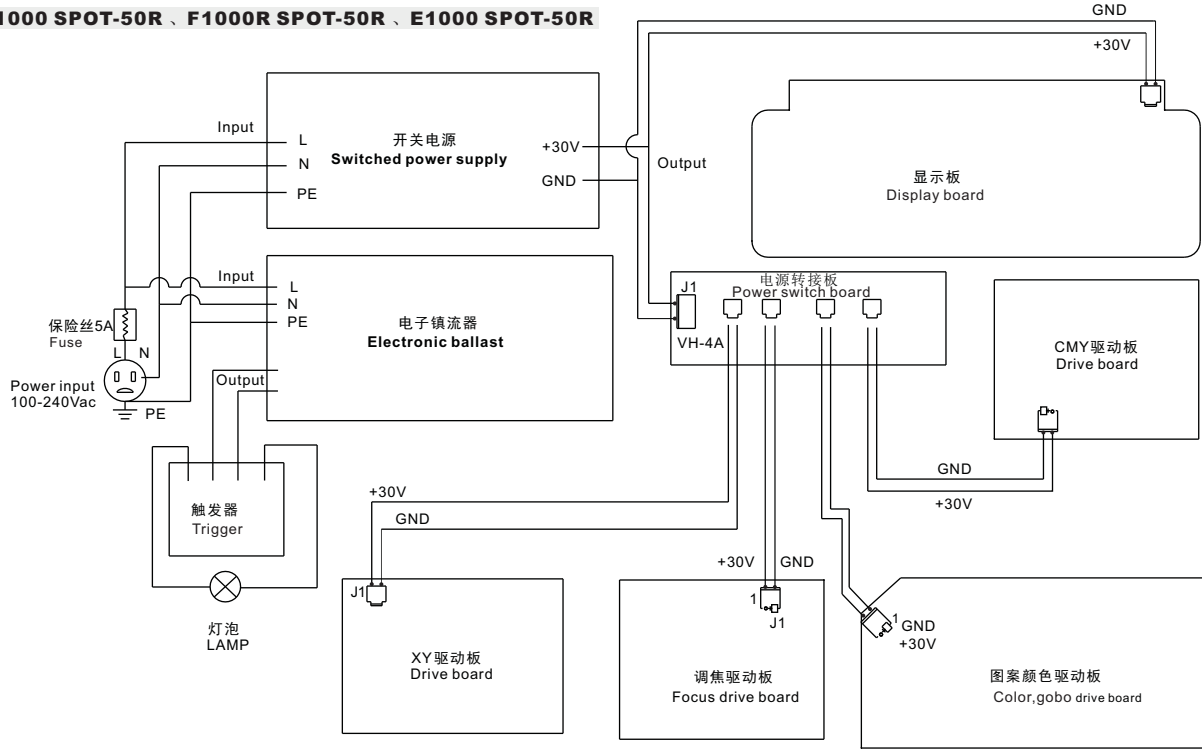 1000 SPOT-50R 、F1000R SPOT-50R 、E1000 SPOT-50R
GND
+30V
Input
L
N
PE
开关电源
Switched power supply
+30V
GND
Output
显示板
Display board
Input
L
N
PE
电子镇流器
Electronic ballast
Output
电源转接板
Power switch board
J1
VH-4A
CMY驱动板
Drive board
保险丝5A
Fuse
L
N
Power input
100-240Vac
PE
GND
+30V
触发器
Trigger
+30V
GND
灯泡
LAMP
J1
XY驱动板
Drive board
+30V
GND
1
J1
调焦驱动板
Focus drive board
1
GND
+30V
图案颜色驱动板
Color,gobo drive board